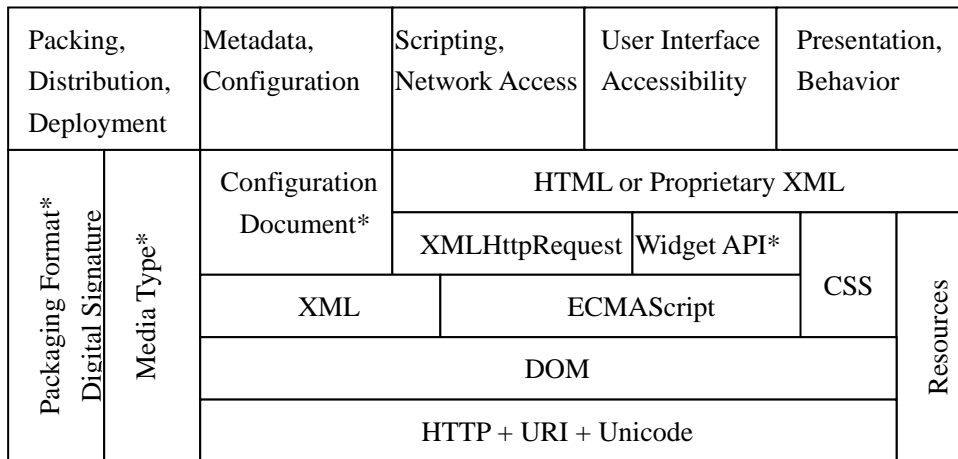 Packing,
Distribution,
Deployment
Metadata,
Configuration
Scripting,
Network Access
User Interface
Accessibility
Presentation,
Behavior
Packaging Format*
Digital Signature
Media Type*
Configuration
Document*
HTML or Proprietary XML
XMLHttpRequest
Widget API*
CSS
Resources
XML
ECMAScript
DOM
HTTP + URI + Unicode